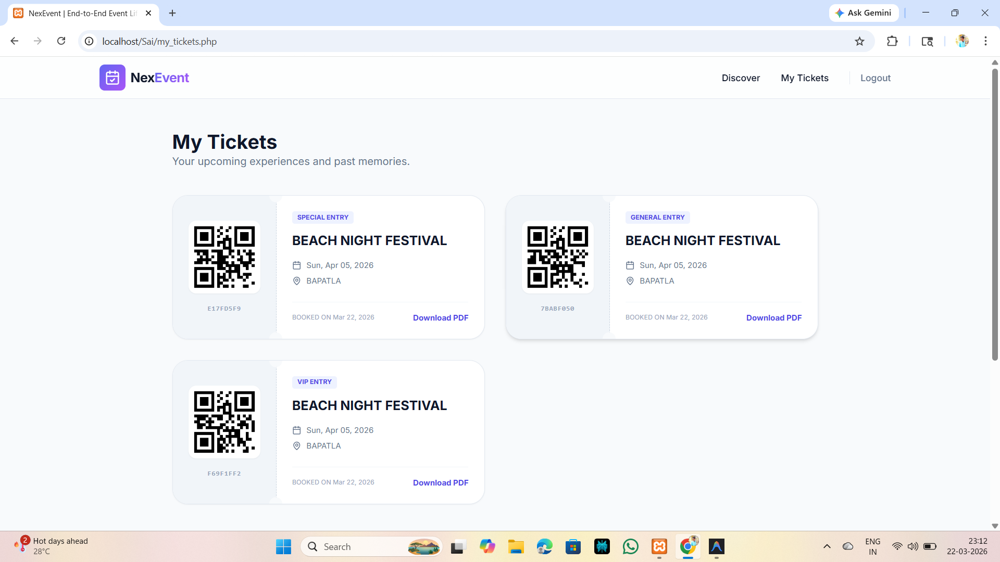 NexEvent | End-to-End Event Lif
Ask Gemini
localhost/Sai/my_tickets.php
NexEvent
Discover
My Tickets
Logout
My Tickets
Your upcoming experiences and past memories.
SPECIAL ENTRY
BEACH NIGHT FESTIVAL
Sun, Apr 05, 2026
BAPATLA
E17FD5F9
BOOKED ON Mar 22, 2026
Download PDF
GENERAL ENTRY
BEACH NIGHT FESTIVAL
Sun, Apr 05, 2026
BAPATLA
7BABF050
BOOKED ON Mar 22, 2026
Download PDF
VIP ENTRY
BEACH NIGHT FESTIVAL
Sun, Apr 05, 2026
BAPATLA
F69F1FF2
BOOKED ON Mar 22, 2026
Download PDF
2
Hot days ahead
28°C
Search
ENG
IN
23:12
22-03-2026